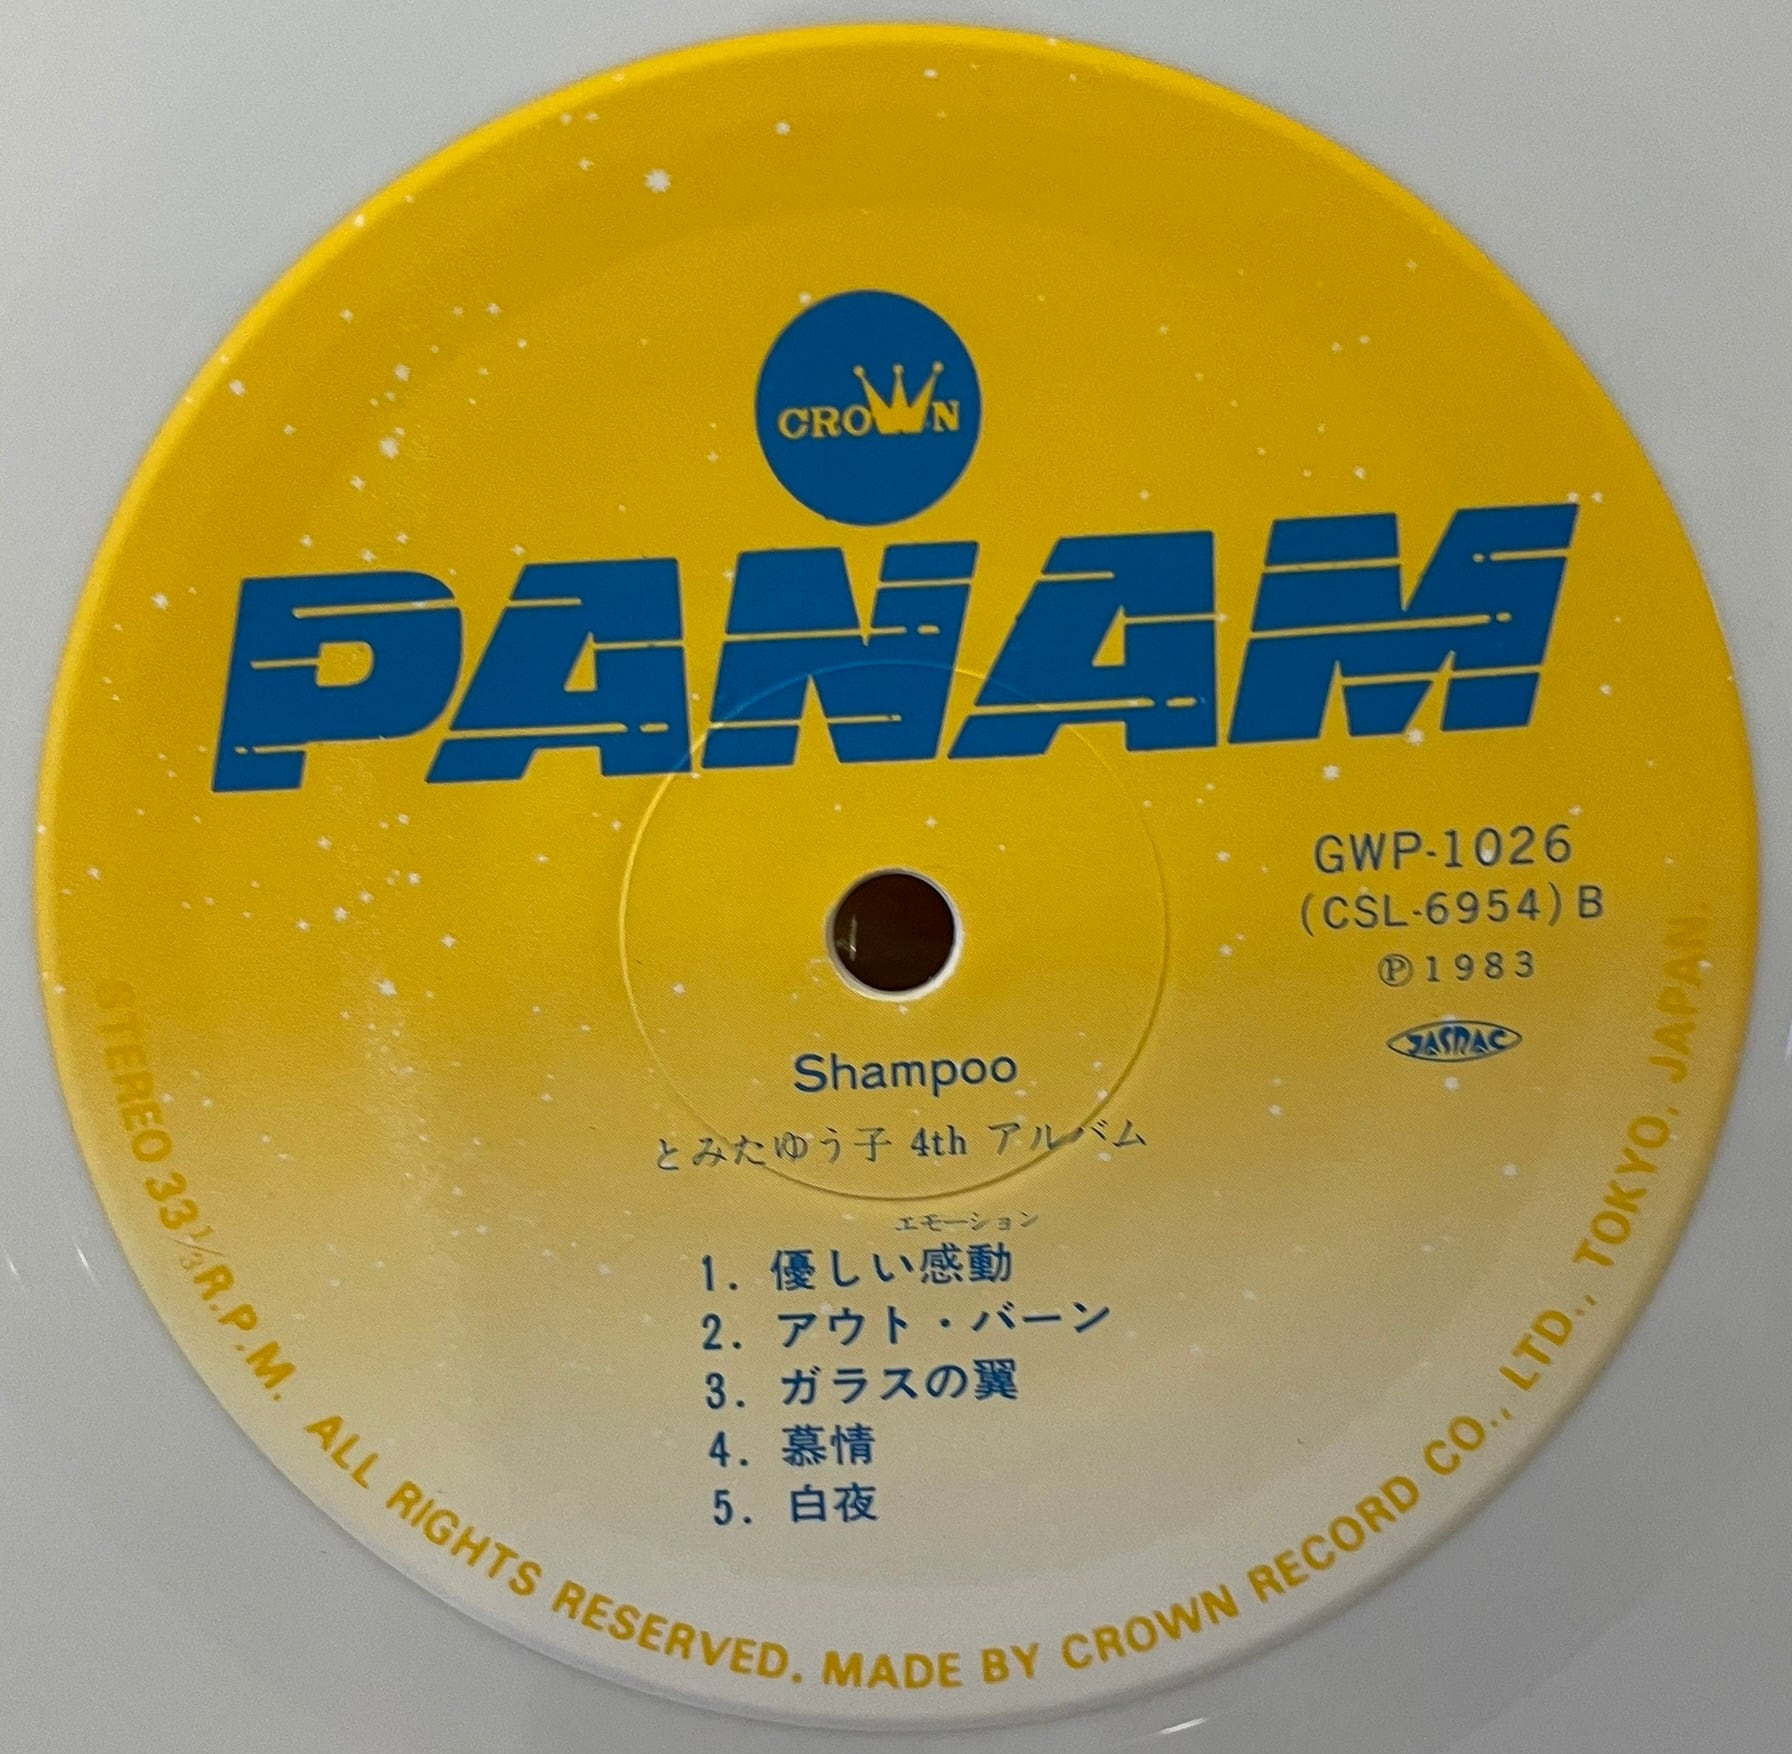 CROWN
PANAM
GWP-1026
(CSL-6954) B
Ⓟ1983
JASRAC
Shampoo
とみたゆう子 4th アルバム
エモーション
1. 優しい感動
2. アウト・バーン
3. ガラスの翼
4. 慕情
5. 白夜
STEREO 33⅓ R.P.M. ALL RIGHTS RESERVED. MADE BY CROWN RECORD CO., LTD., TOKYO, JAPAN.